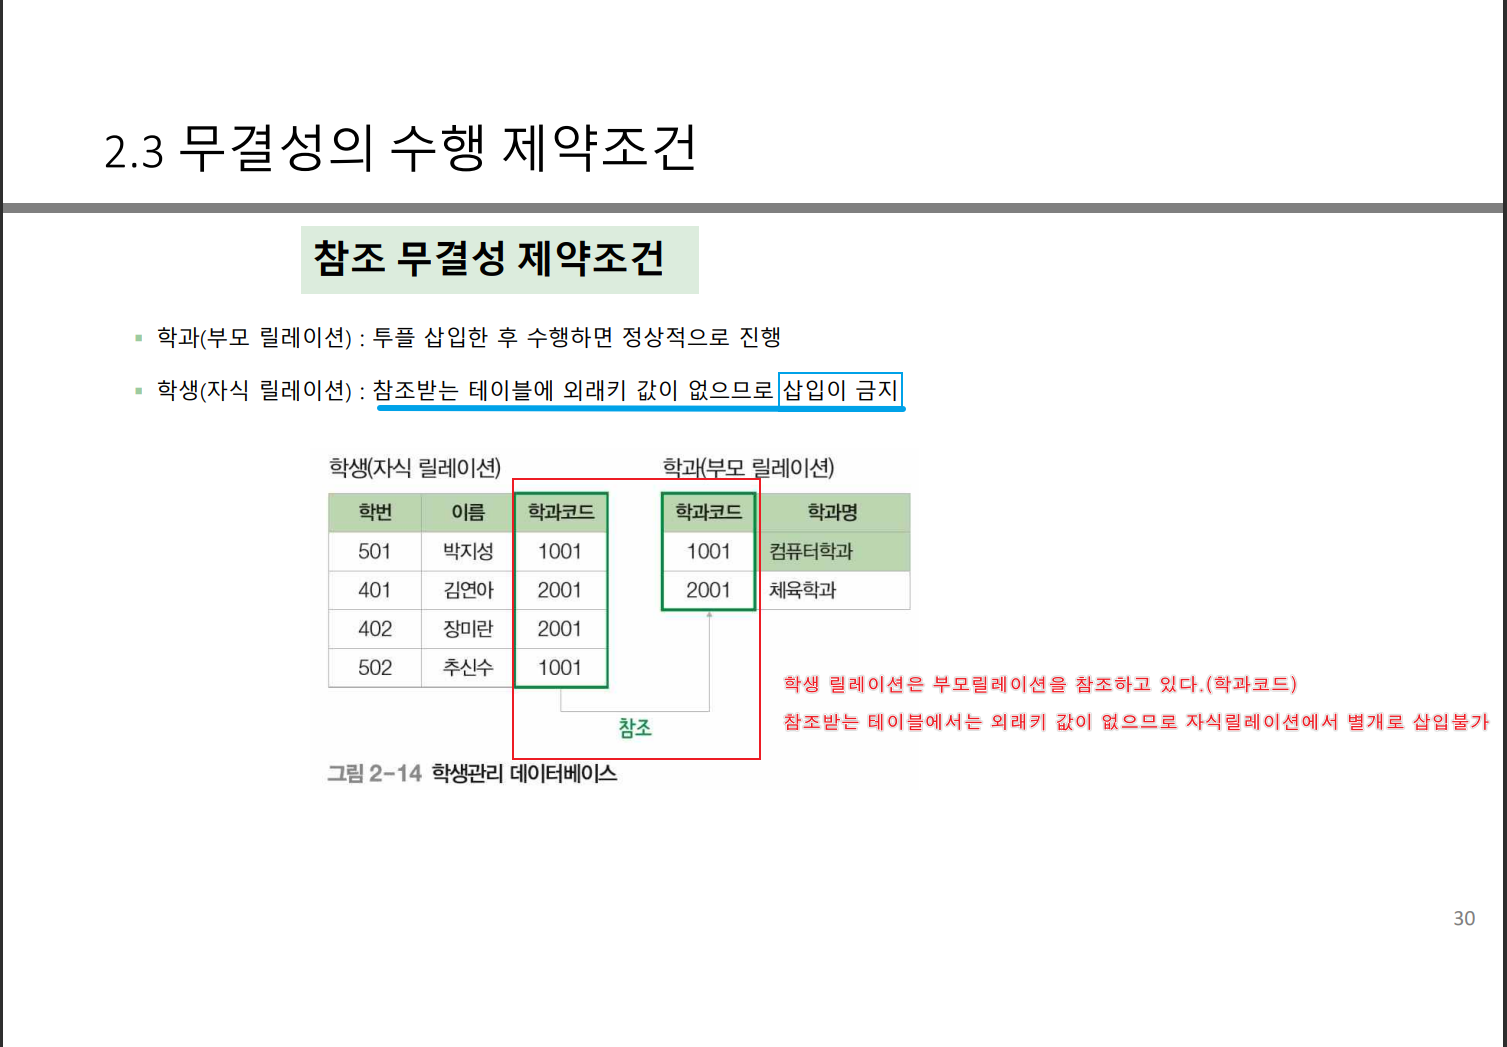 2.3 무결성의 수행 제약조건
참조 무결성 제약조건
학과(부모 릴레이션) : 투플 삽입한 후 수행하면 정상적으로 진행
학생(자식 릴레이션) : 참조받는 테이블에 외래키 값이 없으므로 삽입이 금지
학생(자식 릴레이션)
학번 이름 학과코드
501 박지성 1001
401 김연아 2001
402 장미란 2001
502 추신수 1001
학과(부모 릴레이션)
학과코드 학과명
1001 컴퓨터학과
2001 체육학과
참조
학생 릴레이션은 부모릴레이션을 참조하고 있다.(학과코드)
참조받는 테이블에서는 외래키 값이 없으므로 자식릴레이션에서 별개로 삽입불가
그림 2-14 학생관리 데이터베이스
30